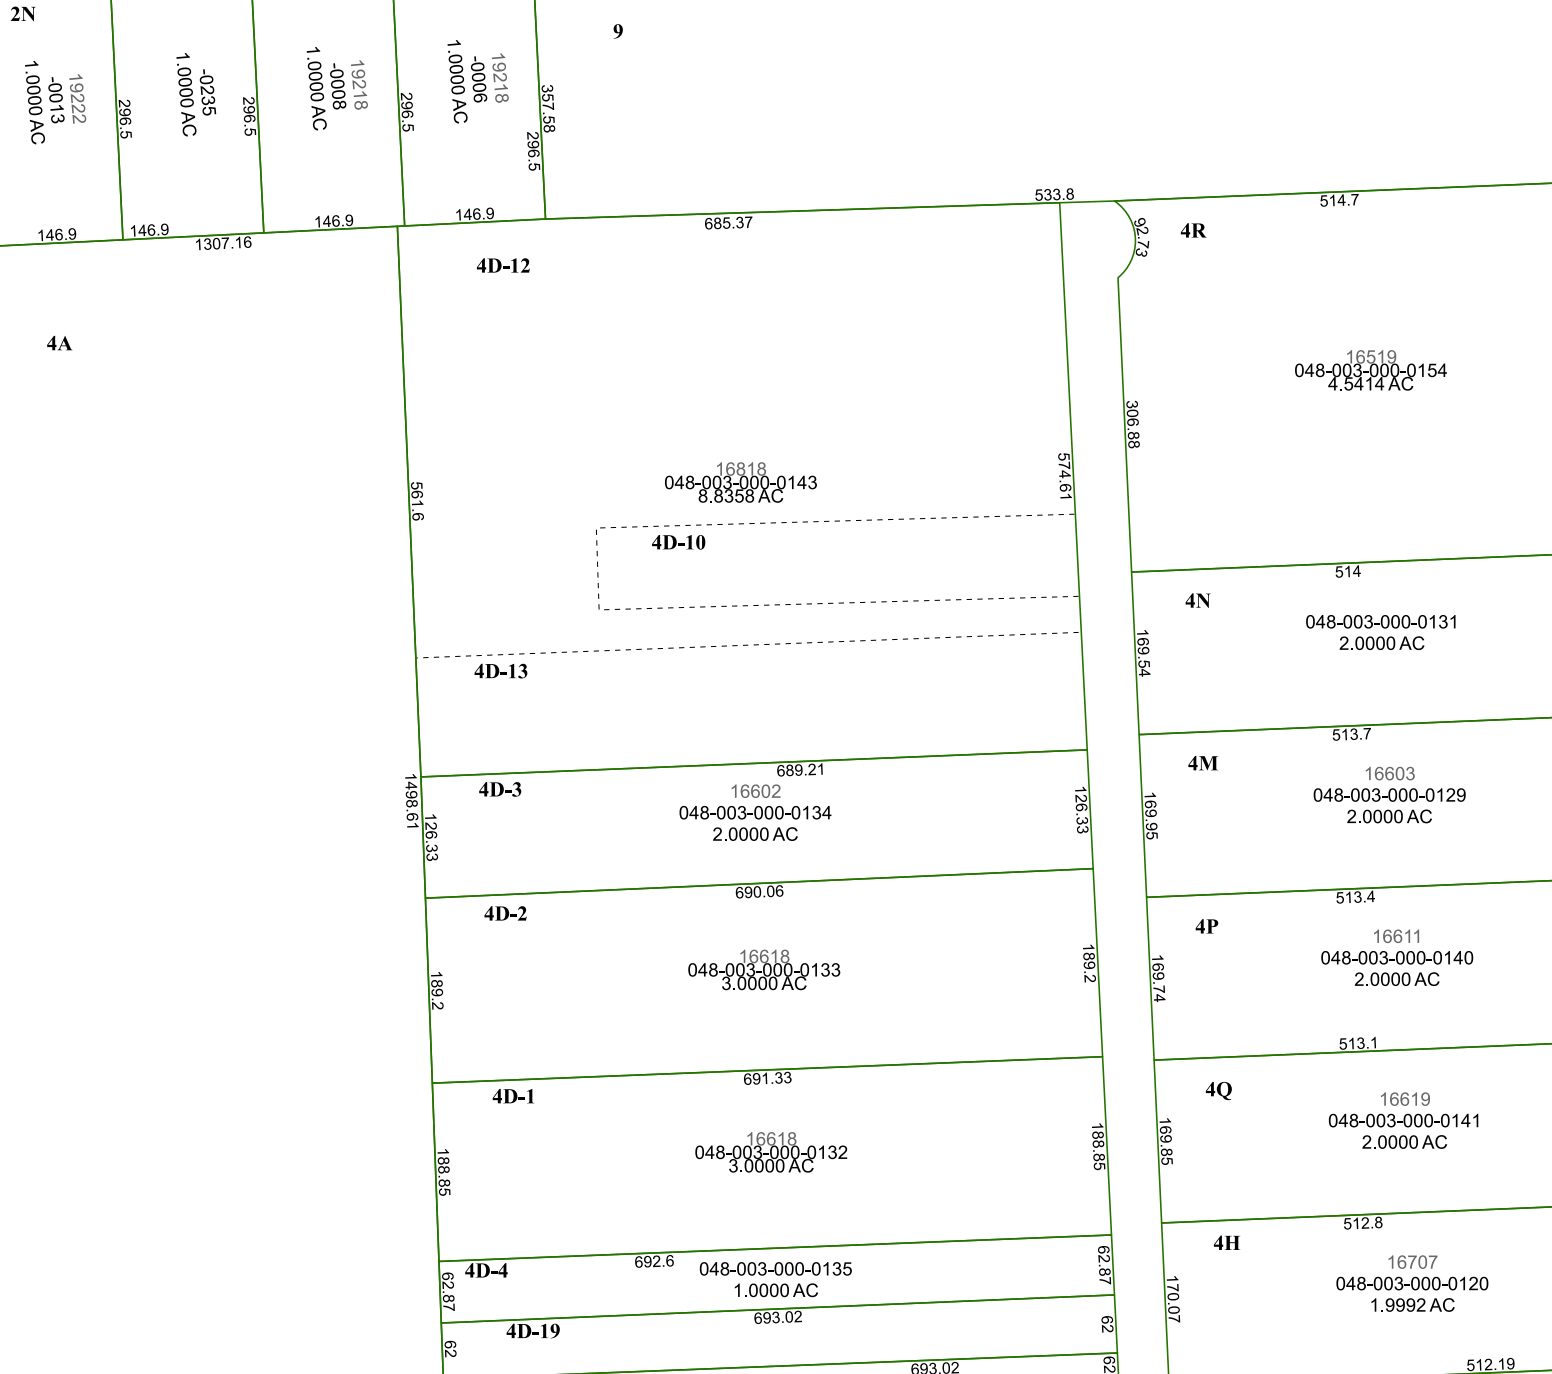 2N
19222
-0013
1.0000 AC
296.5
-0235
1.0000 AC
296.5
19218
-0008
1.0000 AC
296.5
19218
-0006
1.0000 AC
357.58
296.5
9
146.9
146.9
1307.16
146.9
146.9
685.37
533.8
514.7
4A
4D-12
92.73
4R
16519
048-003-000-0154
4.5414 AC
306.88
561.6
16818
048-003-000-0143
8.8358 AC
574.61
4D-10
514
4N
048-003-000-0131
2.0000 AC
169.54
4D-13
689.21
513.7
1498.61
126.33
4D-3
16602
048-003-000-0134
2.0000 AC
126.33
4M
16603
048-003-000-0129
2.0000 AC
169.95
690.06
513.4
4D-2
16618
048-003-000-0133
3.0000 AC
189.2
189.2
4P
16611
048-003-000-0140
2.0000 AC
169.74
691.33
513.1
4D-1
16618
048-003-000-0132
3.0000 AC
188.85
188.85
4Q
16619
048-003-000-0141
2.0000 AC
169.85
692.6
512.8
4D-4
048-003-000-0135
1.0000 AC
62.87
62.87
4H
16707
048-003-000-0120
1.9992 AC
170.07
693.02
4D-19
62
62
693.02
62
512.19